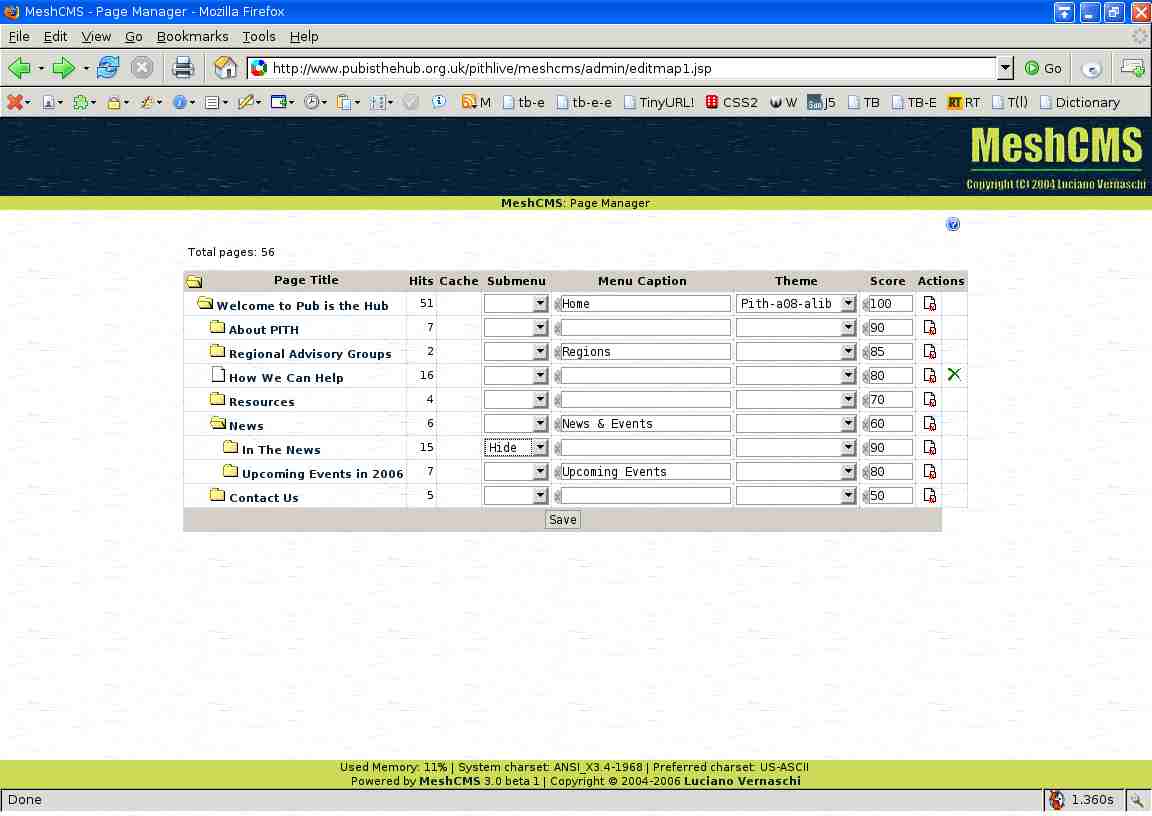 MeshCMS - Page Manager - Mozilla Firefox
File Edit View Go Bookmarks Tools Help
http://www.pubisthehub.org.uk/pithlive/meshcms/admin/editmap1.jsp Go
M tb-e tb-e-e TinyURL! CSS2 W J5 TB TB-E RT RT T(l) Dictionary
MeshCMS
Copyright (C) 2004 Luciano Vernaschi
MeshCMS: Page Manager
Total pages: 56
Page Title Hits Cache Submenu Menu Caption Theme Score Actions
Welcome to Pub is the Hub 51 Home Pith-a08-alib 100
About PITH 7 90
Regional Advisory Groups 2 Regions 85
How We Can Help 16 80
Resources 4 70
News 6 News & Events 60
In The News 15 Hide 90
Upcoming Events in 2006 7 Upcoming Events 80
Contact Us 5 50
Save
Used Memory: 11% | System charset: ANSI_X3.4-1968 | Preferred charset: US-ASCII
Powered by MeshCMS 3.0 beta 1 | Copyright © 2004-2006 Luciano Vernaschi
Done 1.360s